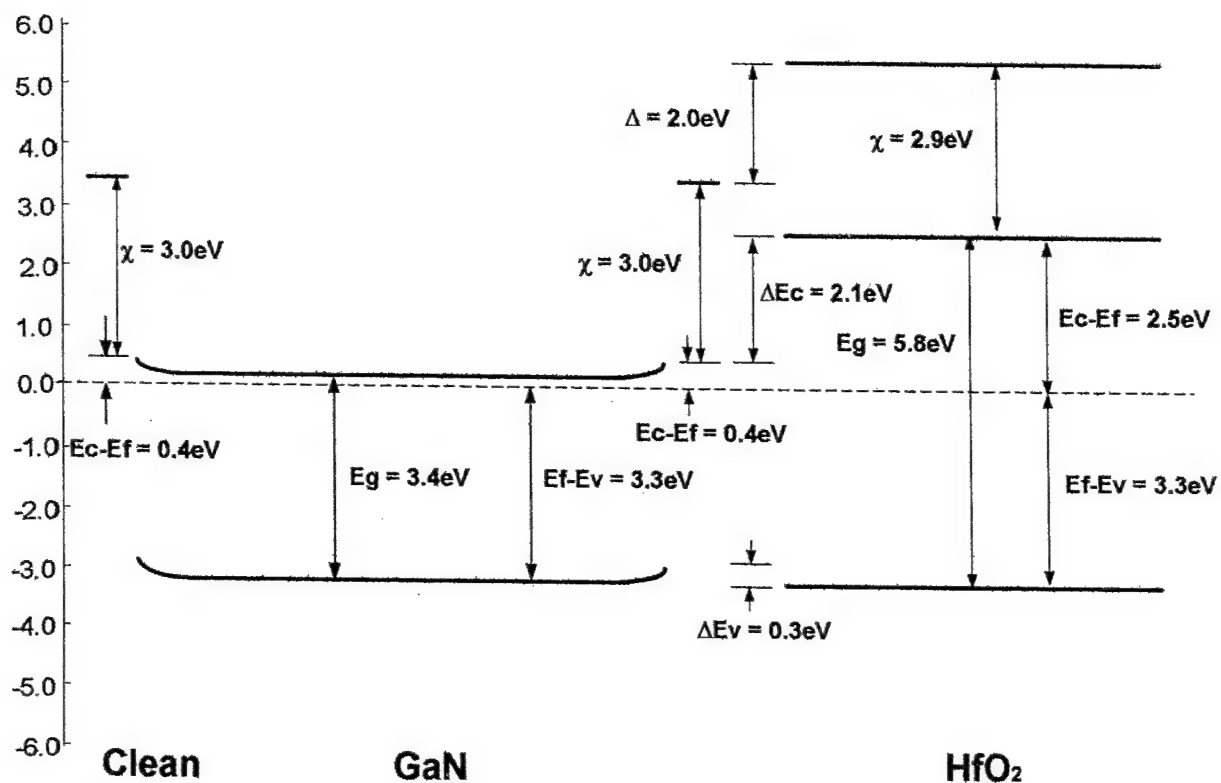 6.0
5.0
4.0
3.0
2.0
1.0
0.0
-1.0
-2.0
-3.0
-4.0
-5.0
-6.0
χ = 3.0eV
Ec-Ef = 0.4eV
Eg = 3.4eV
Ef-Ev = 3.3eV
χ = 3.0eV
Ec-Ef = 0.4eV
Δ = 2.0eV
ΔEc = 2.1eV
ΔEv = 0.3eV
χ = 2.9eV
Eg = 5.8eV
Ec-Ef = 2.5eV
Ef-Ev = 3.3eV
Clean
GaN
HfO₂